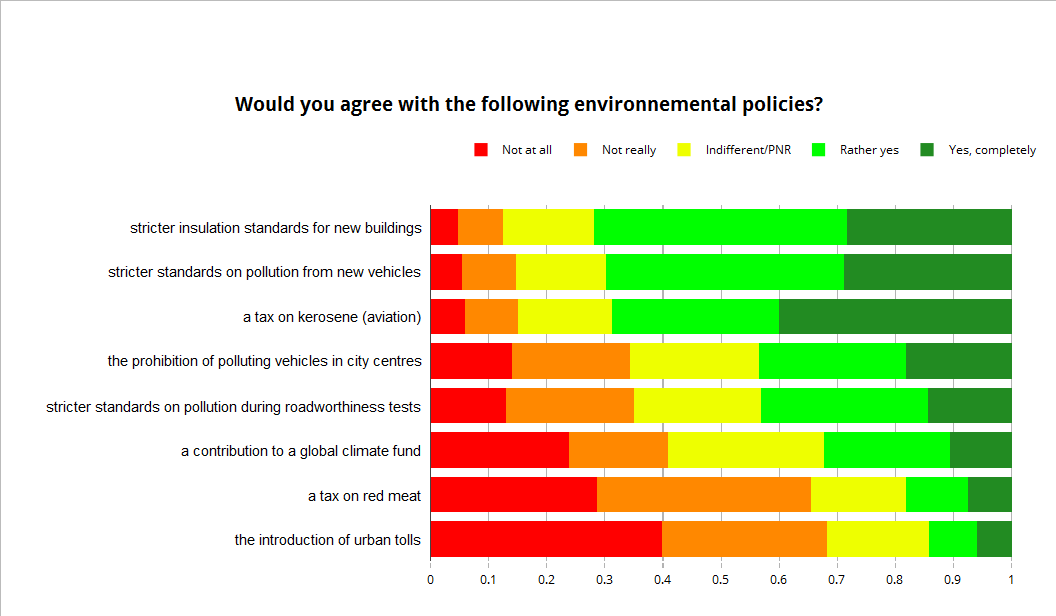 Would you agree with the following environnemental policies?
Not at all Not really Indifferent/PNR Rather yes Yes, completely
stricter insulation standards for new buildings
stricter standards on pollution from new vehicles
a tax on kerosene (aviation)
the prohibition of polluting vehicles in city centres
stricter standards on pollution during roadworthiness tests
a contribution to a global climate fund
a tax on red meat
the introduction of urban tolls
0 0.1 0.2 0.3 0.4 0.5 0.6 0.7 0.8 0.9 1